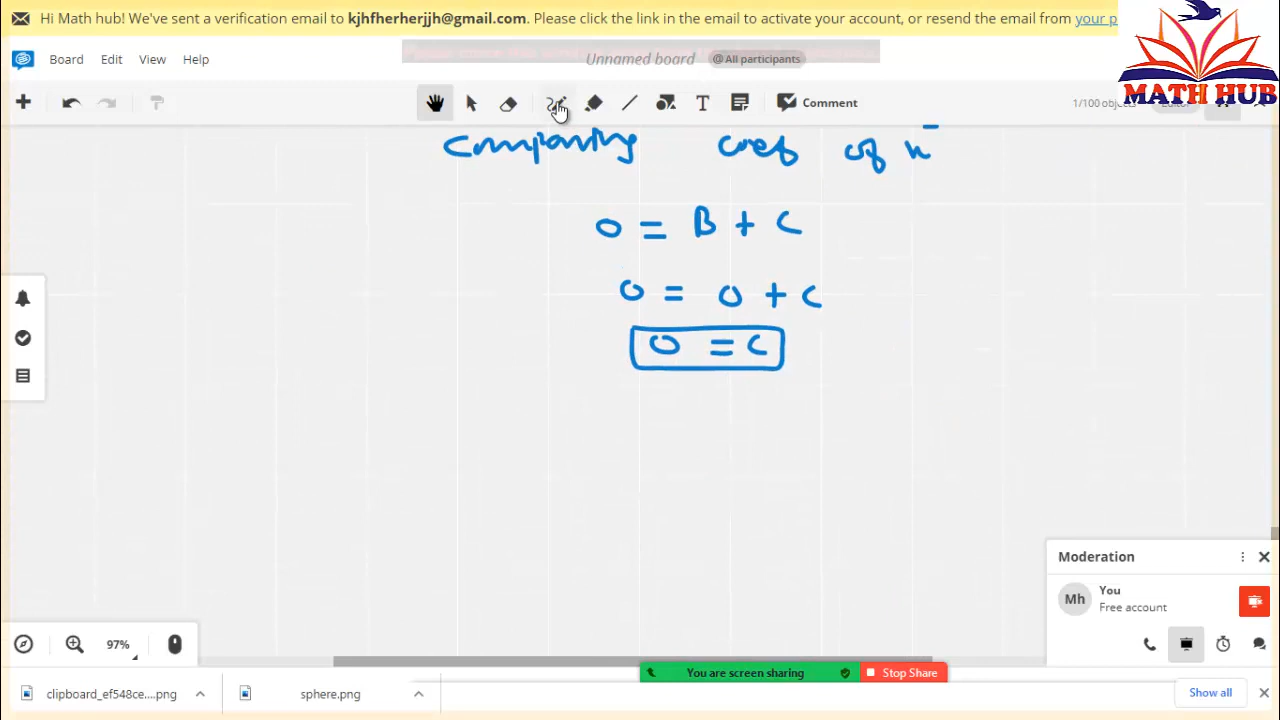 Hi Math hub! We've sent a verification email to kjhfherherjjh@gmail.com. Please click the link in the email to activate your account, or resend the email from your p
MATH HUB
Board Edit View Help
Unnamed board @ All participants
Comment
1/100 objects
Comparing coef of x
0 = B + C
0 = 0 + C
0 = C
Moderation
Mh
You
Free account
97%
You are screen sharing
Stop Share
clipboard_ef548ce....png
sphere.png
Show all